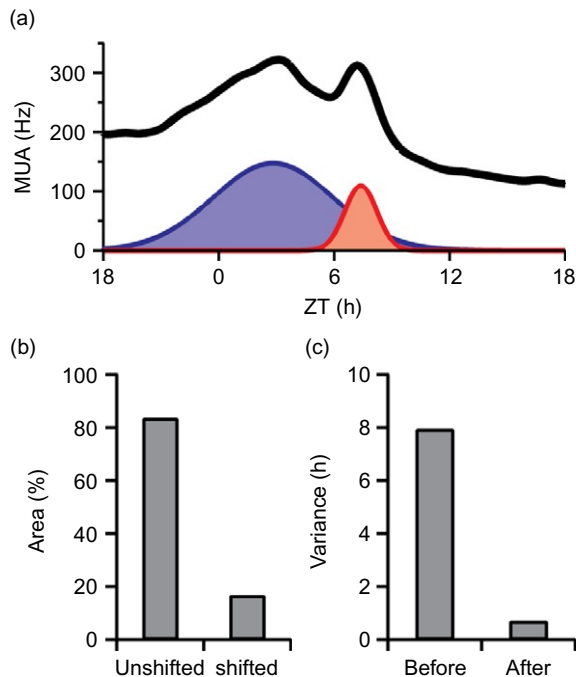 (a)
300
200
100
0
MUA (Hz)
18 0 6 12 18
ZT (h)
(b)
100
80
60
40
20
0
Area (%)
Unshifted shifted
(c)
10
8
6
4
2
0
Variance (h)
Before After